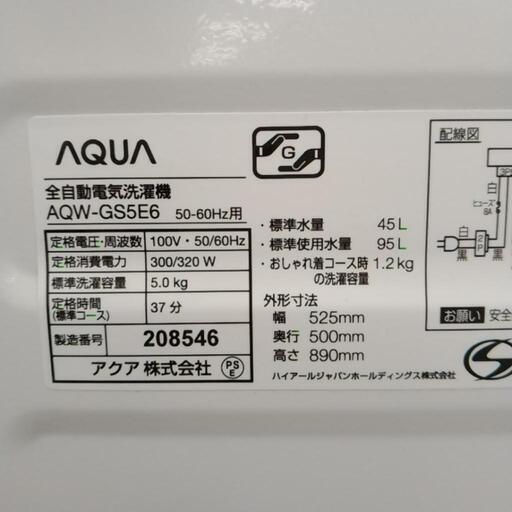 AQUA
G
全自動電気洗濯機
AQW-GS5E6 50-60Hz用
定格電圧・周波数 100V・50/60Hz
定格消費電力 300/320 W
標準洗濯容量 5.0 kg
定格時間 (標準コース) 37 分
製造番号 208546
アクア 株式会社 PS E
・標準水量 45L
・標準使用水量 95L
・おしゃれ着コース時 1.2kg
の洗濯容量
外形寸法
幅 525mm
奥行 500mm
高さ 890mm
ハイアールジャパンホールディングス株式会社
配線図
3P
白
ヒューズ
8A
白
2P
黒
黒
お願い 安全